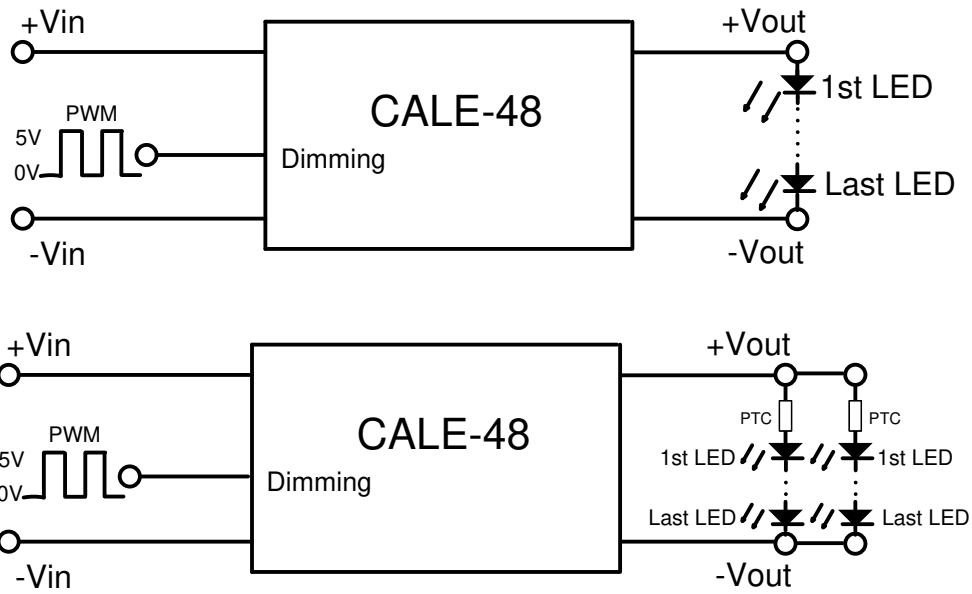 +Vin
+Vout
CALE-48
1st LED
PWM
5V
0V
Dimming
Last LED
-Vin
-Vout
+Vin
+Vout
CALE-48
PTC
PTC
PWM
5V
0V
Dimming
1st LED
1st LED
Last LED
Last LED
-Vin
-Vout